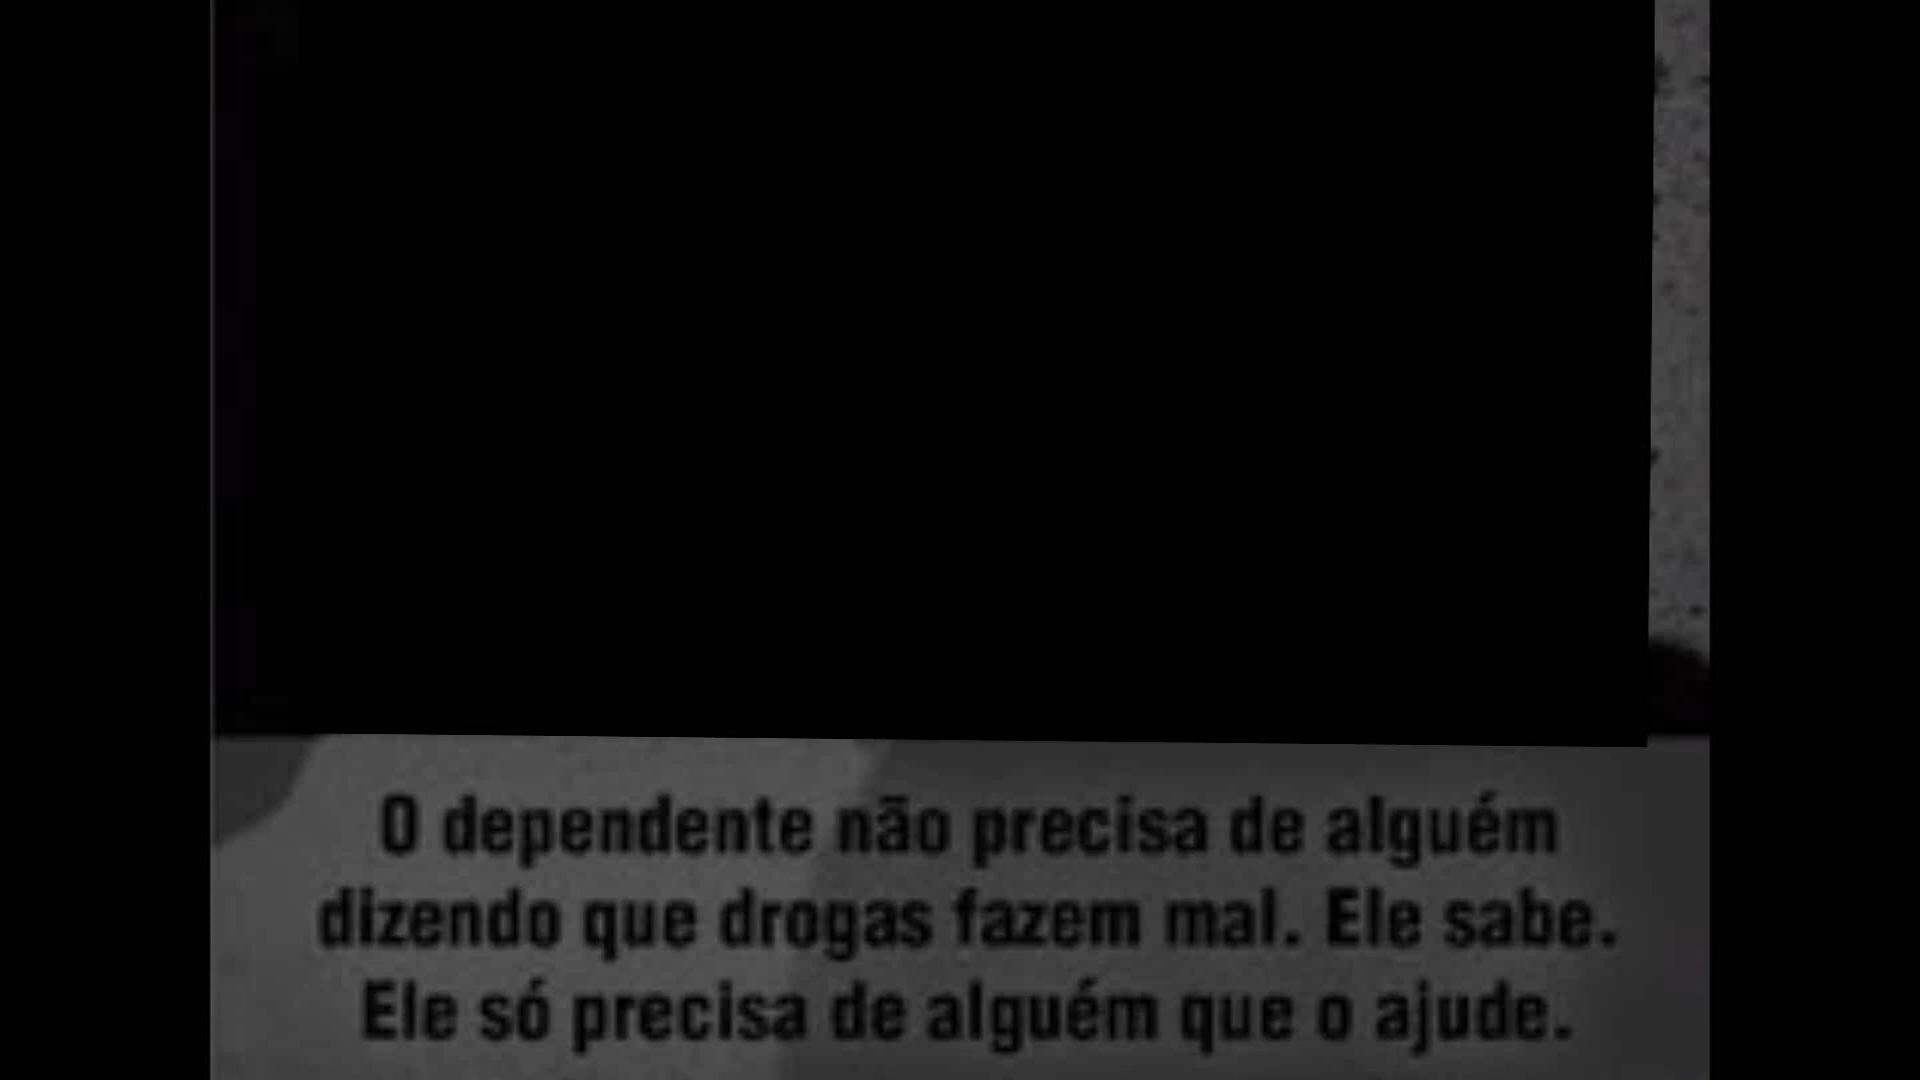 O dependente não precisa de alguém
dizendo que drogas fazem mal. Ele sabe.
Ele só precisa de alguém que o ajude.